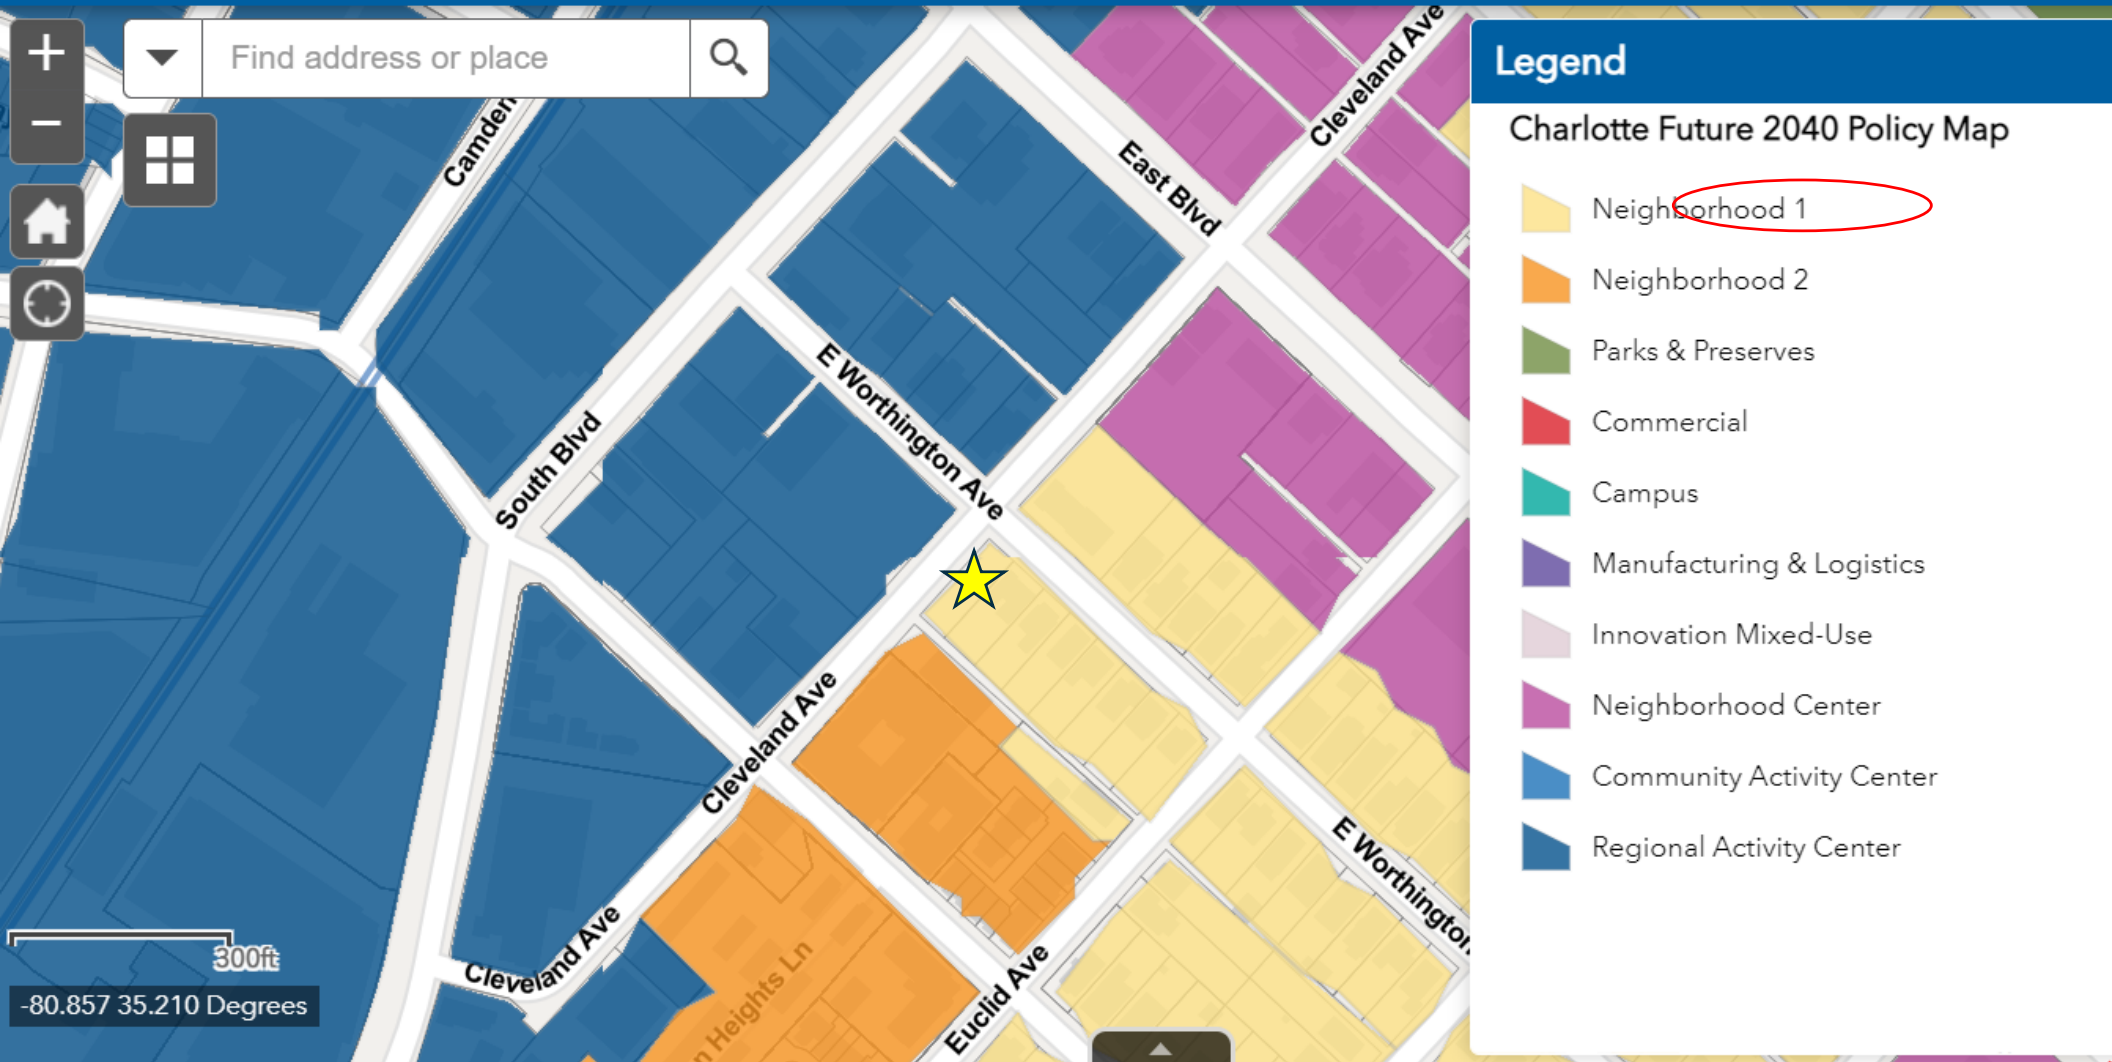 +
Find address or place
−
Camden
Cleveland Ave
East Blvd
E Worthington Ave
South Blvd
Cleveland Ave
E Worthington
Cleveland Ave
Heights Ln
Euclid Ave
300ft
-80.857 35.210 Degrees
Legend
Charlotte Future 2040 Policy Map
Neighborhood 1
Neighborhood 2
Parks & Preserves
Commercial
Campus
Manufacturing & Logistics
Innovation Mixed-Use
Neighborhood Center
Community Activity Center
Regional Activity Center